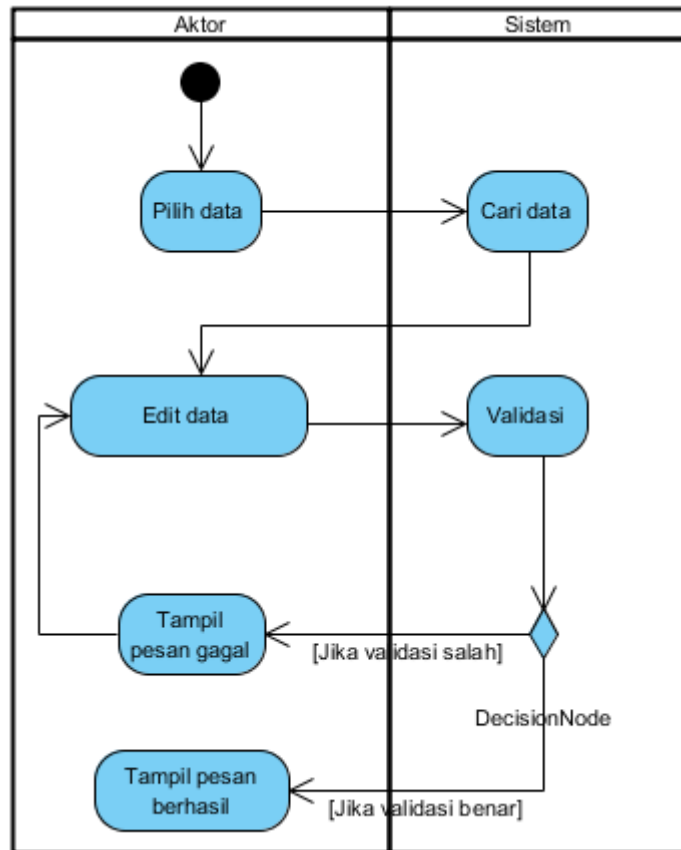 Aktor
Sistem
Pilih data
Cari data
Edit data
Validasi
Tampil
pesan gagal
[Jika validasi salah]
DecisionNode
Tampil pesan
berhasil
[Jika validasi benar]